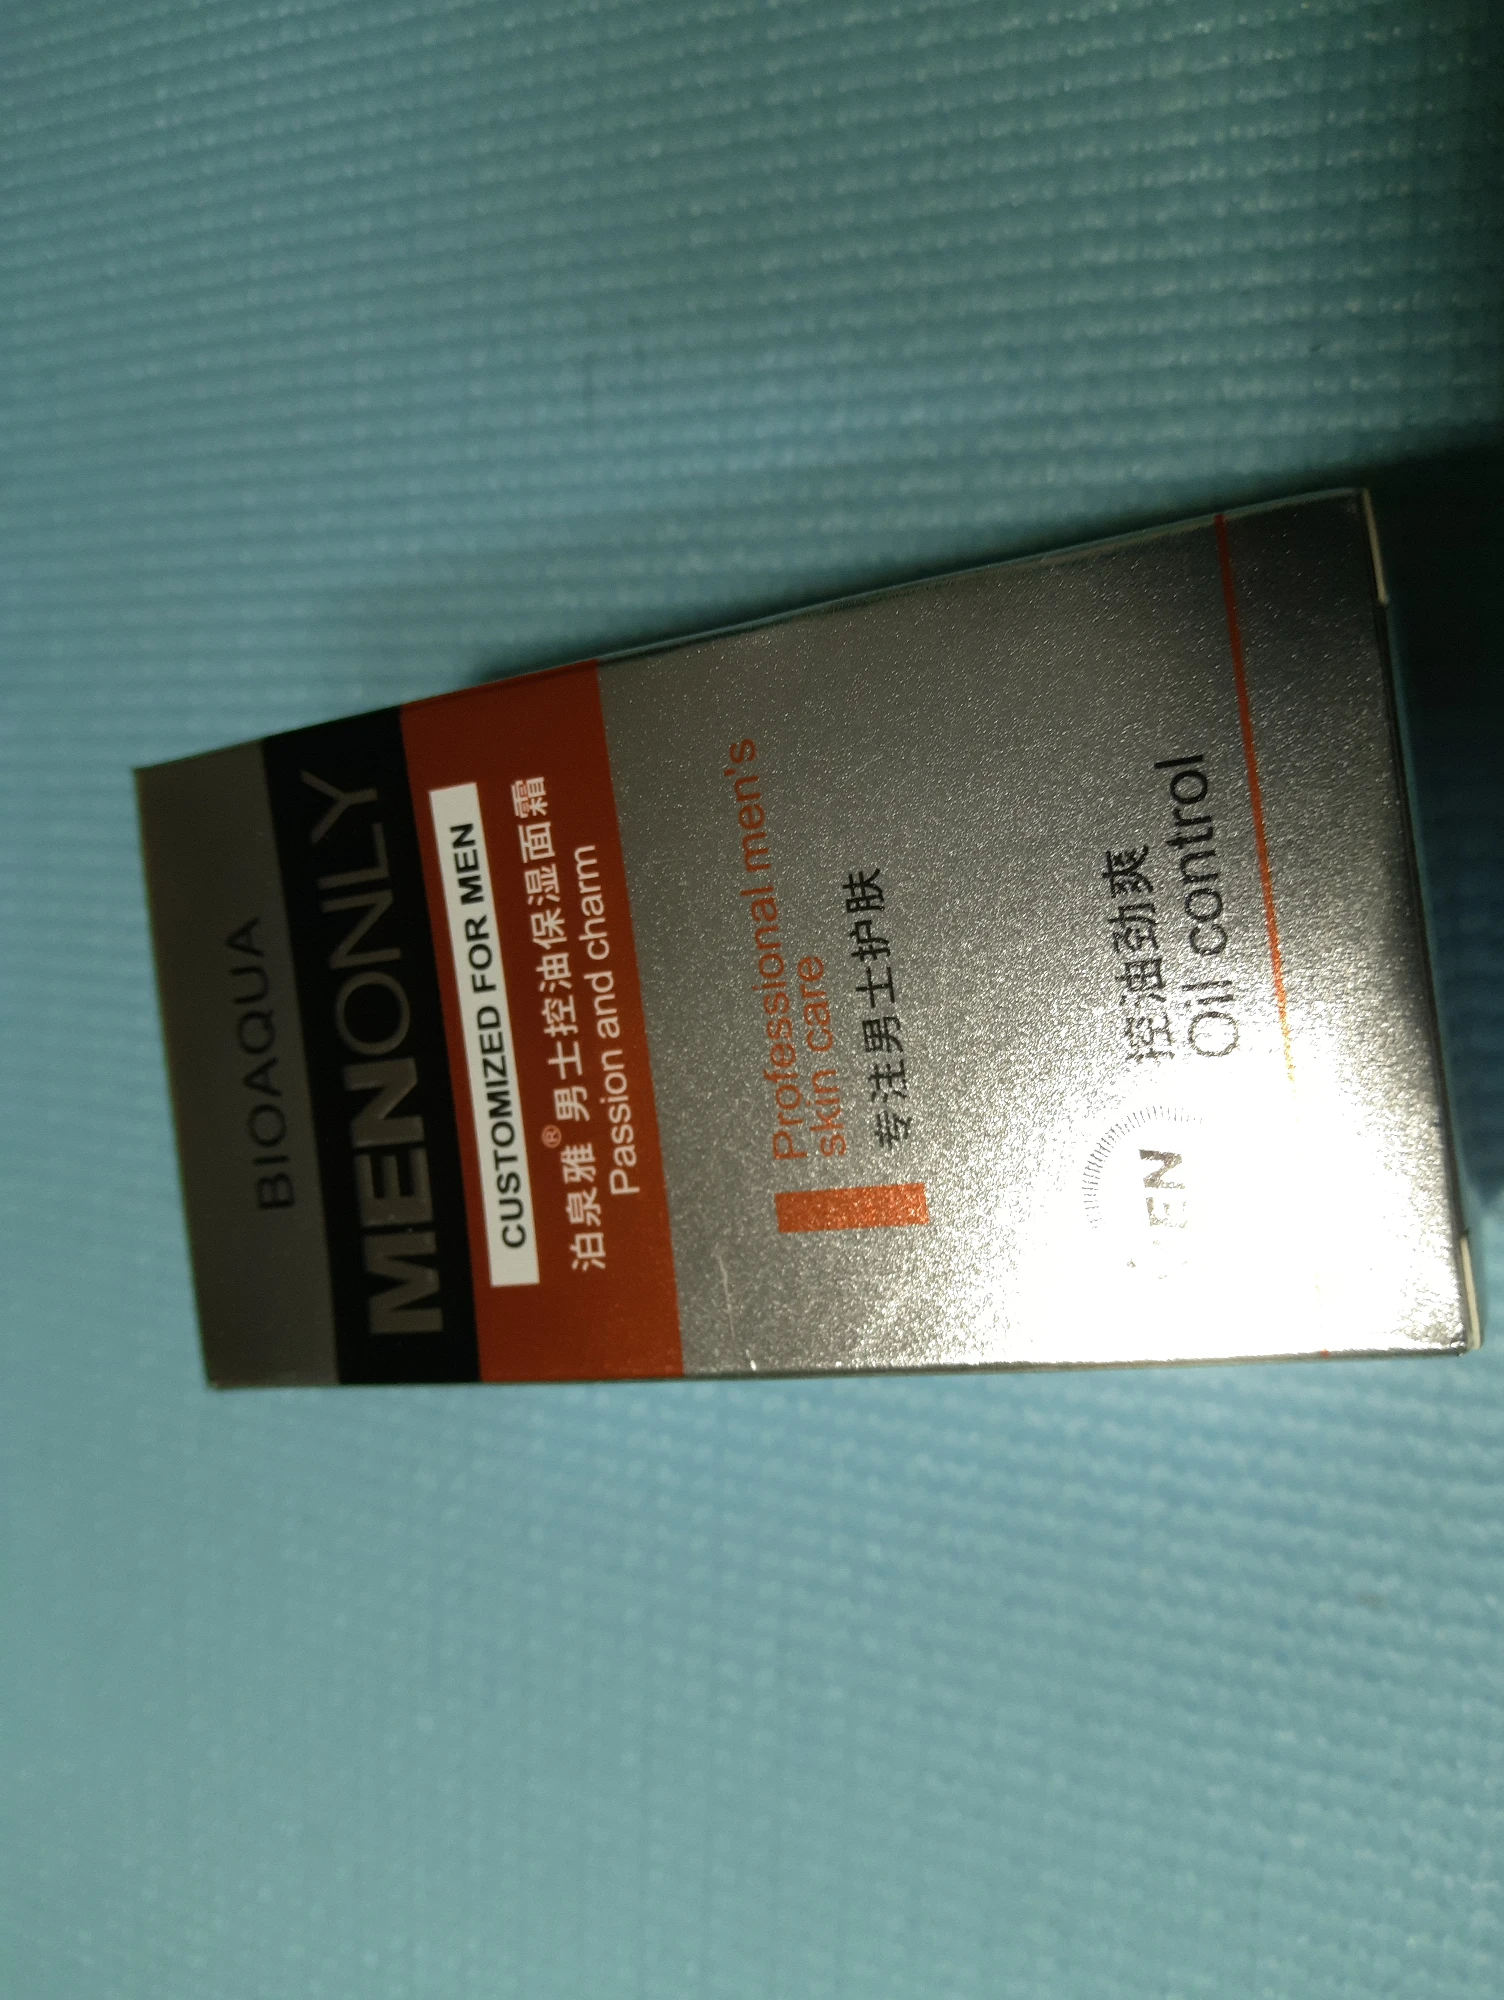 BIOAQUA
MENONLY
CUSTOMIZED FOR MEN
泊泉雅® 男士控油保湿面霜
Passion and charm
Professional men's
skin care
专注男士护肤
MEN
控油劲爽
Oil control